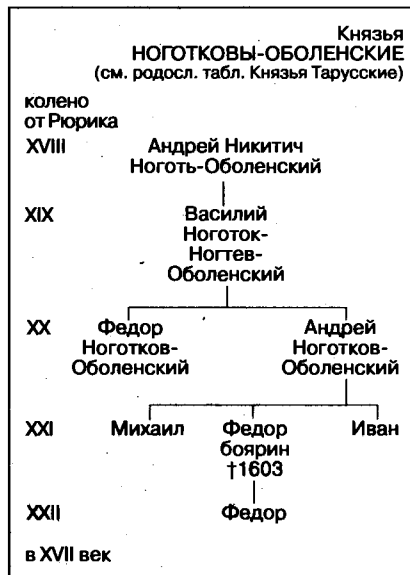 Князья
НОГОТКОВЫ-ОБОЛЕНСКИЕ
(см. родосл. табл. Князья Тарусские)
колено
от Рюрика
XVIII Андрей Никитич
Ноготь-Оболенский
XIX Василий
Ноготок-
Ногтев-
Оболенский
XX Федор Андрей
Ноготков- Ноготков-
Оболенский Оболенский
XXI Михаил Федор Иван
боярин
†1603
XXII Федор
в XVII век